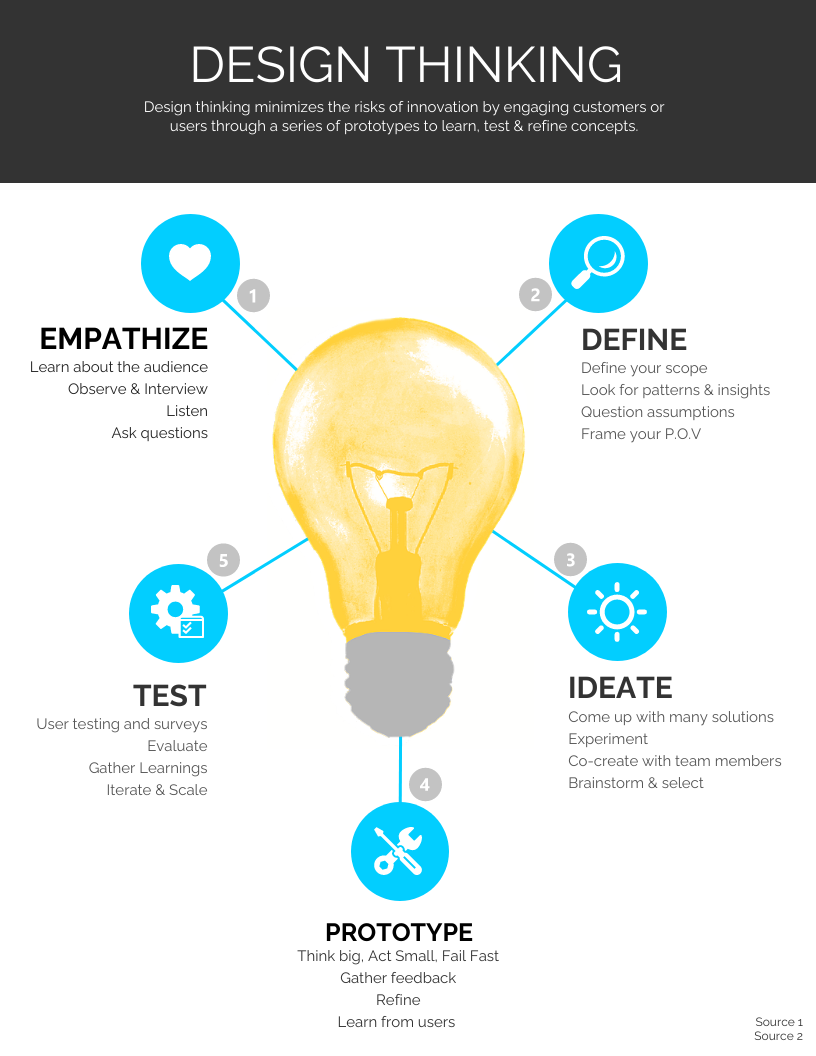 DESIGN THINKING
Design thinking minimizes the risks of innovation by engaging customers or
users through a series of prototypes to learn, test & refine concepts.
1
EMPATHIZE
Learn about the audience
Observe & Interview
Listen
Ask questions
2
DEFINE
Define your scope
Look for patterns & insights
Question assumptions
Frame your P.O.V
3
IDEATE
Come up with many solutions
Experiment
Co-create with team members
Brainstorm & select
4
PROTOTYPE
Think big, Act Small, Fail Fast
Gather feedback
Refine
Learn from users
5
TEST
User testing and surveys
Evaluate
Gather Learnings
Iterate & Scale
Source 1
Source 2